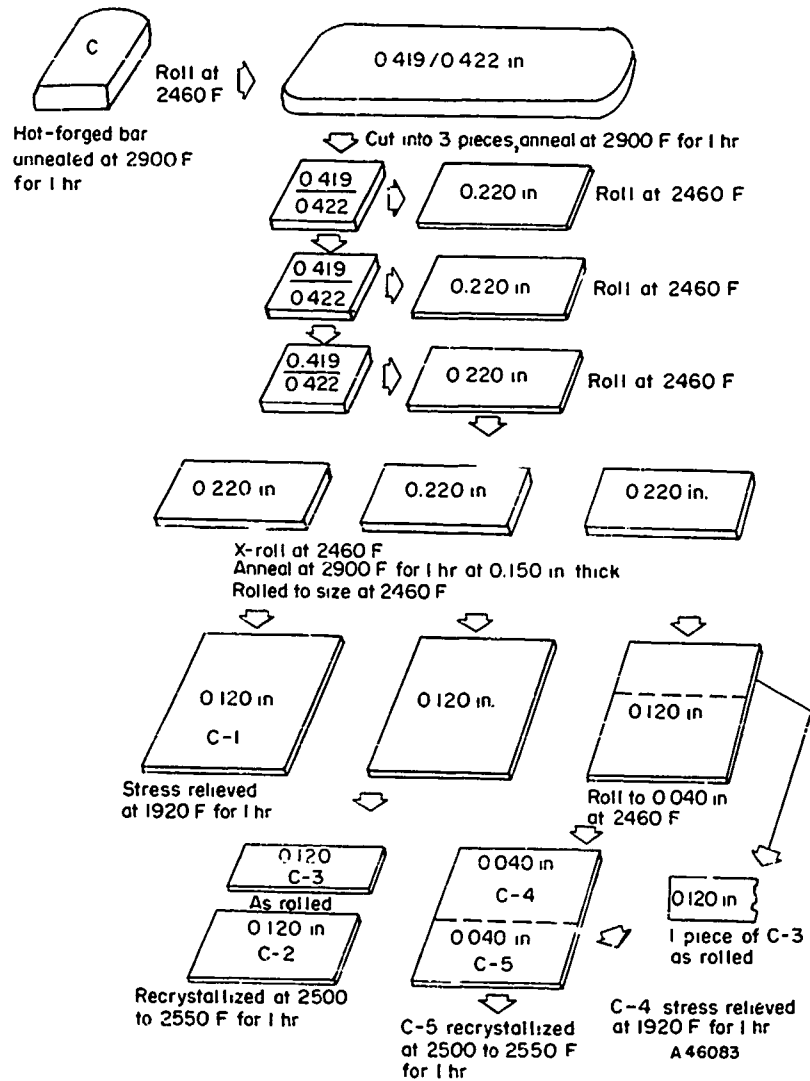 C
Roll at
2460 F
0 419/0 422 in
Hot-forged bar
unnealed at 2900 F
for 1 hr
Cut into 3 pieces, anneal at 2900 F for 1 hr
0 419
0 422
0.220 in
Roll at 2460 F
0 419
0 422
0.220 in
Roll at 2460 F
0.419
0 422
0 220 in
Roll at 2460 F
0 220 in
0.220 in
0 220 in.
X-roll at 2460 F
Anneal at 2900 F for 1 hr at 0.150 in thick
Rolled to size at 2460 F
0 120 in
C-1
0 120 in.
0 120 in
Stress relieved
at 1920 F for 1 hr
Roll to 0 040 in
at 2460 F
0.120
C-3
As rolled
0 120 in
C-2
Recrystallized at 2500
to 2550 F for 1 hr
0 040 in
C-4
0.040 in
C-5
C-5 recrystallized
at 2500 to 2550 F
for 1 hr
0 120 in
1 piece of C-3
as rolled
C-4 stress relieved
at 1920 F for 1 hr
A 46083